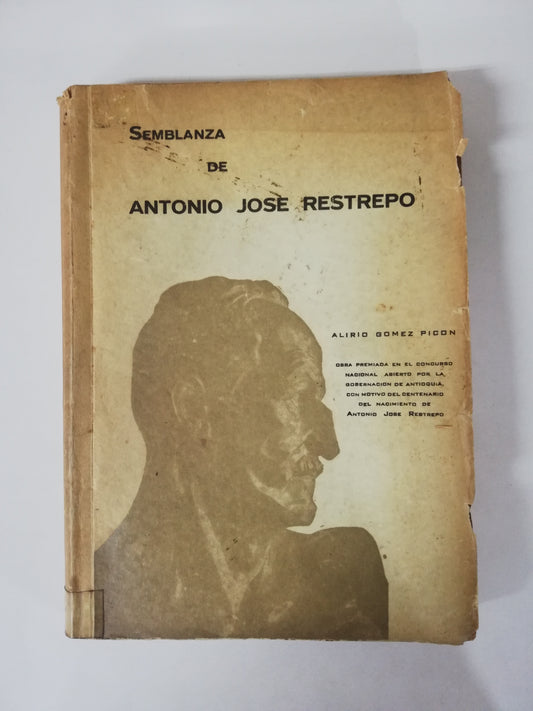 SEMBLANZA
DE
ANTONIO JOSE RESTREPO
ALIRIO GOMEZ PICON
OBRA PREMIADA EN EL CONCURSO
NACIONAL ABIERTO POR LA
GOBERNACION DE ANTIOQUIA,
CON MOTIVO DEL CENTENARIO
DEL NACIMIENTO DE
ANTONIO JOSE RESTREPO